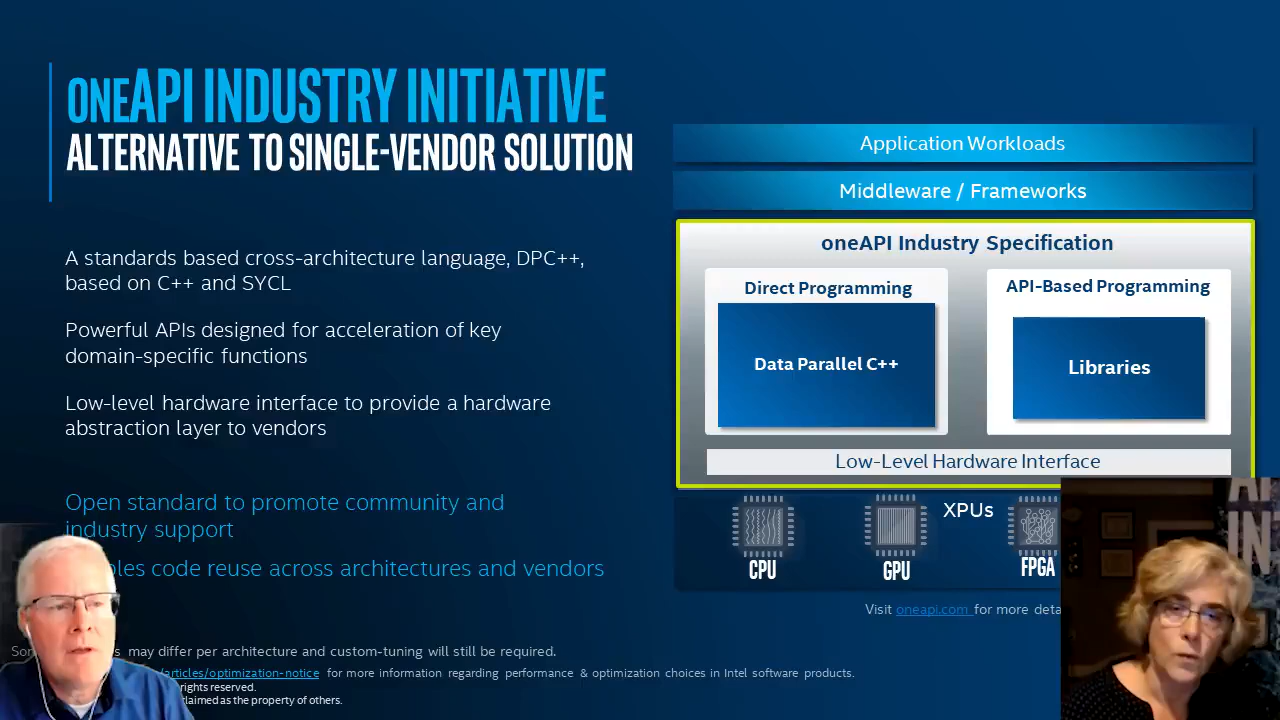 oneAPI INDUSTRY INITIATIVE
ALTERNATIVE TO SINGLE-VENDOR SOLUTION
A standards based cross-architecture language, DPC++,
based on C++ and SYCL
Powerful APIs designed for acceleration of key
domain-specific functions
Low-level hardware interface to provide a hardware
abstraction layer to vendors
Open standard to promote community and
industry support
code reuse across architectures and vendors
Application Workloads
Middleware / Frameworks
oneAPI Industry Specification
Direct Programming
API-Based Programming
Data Parallel C++
Libraries
Low-Level Hardware Interface
XPUs
CPU
GPU
FPGA
Visit oneapi.com for more
may differ per architecture and custom-tuning will still be required.
/articles/optimization-notice for more information regarding performance & optimization choices in Intel software products.
rights reserved.
claimed as the property of others.